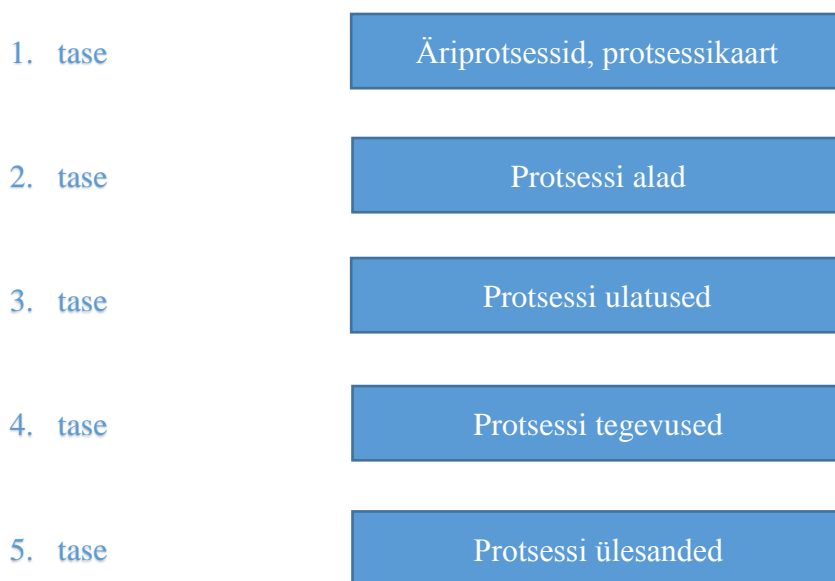 1. tase Äriprotsessid, protsessikaart
2. tase Protsessi alad
3. tase Protsessi ulatused
4. tase Protsessi tegevused
5. tase Protsessi ülesanded